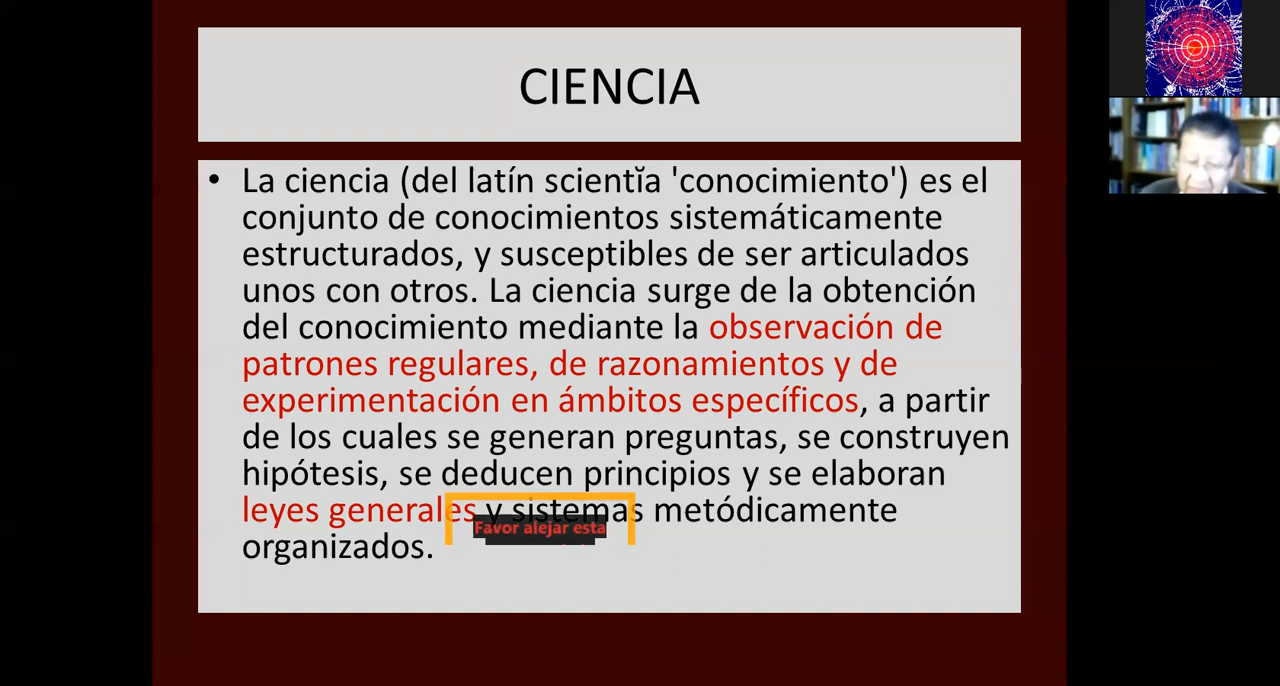 CIENCIA
• La ciencia (del latín scientĭa 'conocimiento') es el
conjunto de conocimientos sistemáticamente
estructurados, y susceptibles de ser articulados
unos con otros. La ciencia surge de la obtención
del conocimiento mediante la observación de
patrones regulares, de razonamientos y de
experimentación en ámbitos específicos, a partir
de los cuales se generan preguntas, se construyen
hipótesis, se deducen principios y se elaboran
leyes generales y sistemas metódicamente
Favor alejar esta
organizados.